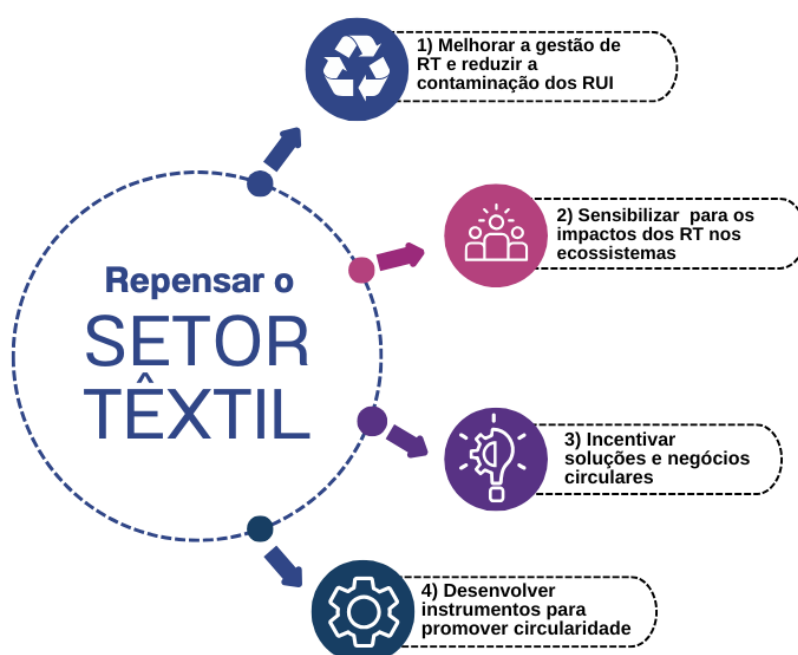 Repensar o
SETOR
TÊXTIL
1) Melhorar a gestão de
RT e reduzir a
contaminação dos RUI
2) Sensibilizar para os
impactos dos RT nos
ecossistemas
3) Incentivar
soluções e negócios
circulares
4) Desenvolver
instrumentos para
promover circularidade